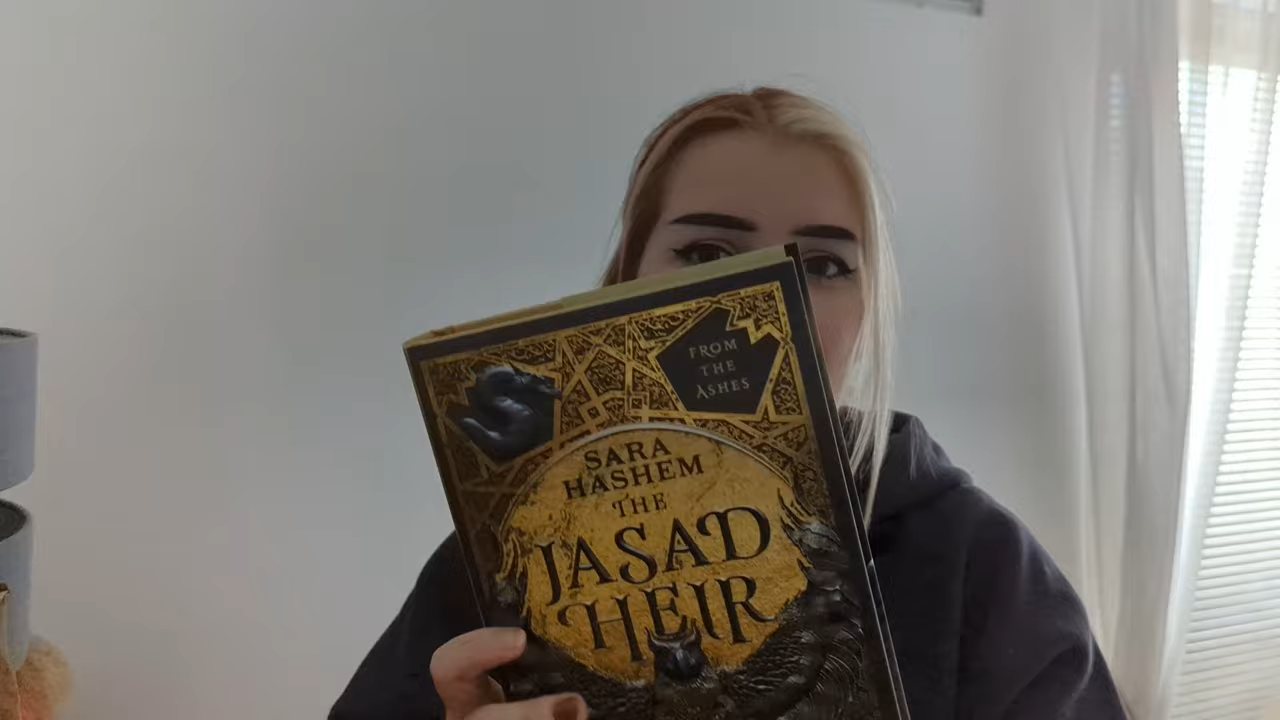 FROM
THE
ASHES
SARA
HASHEM
THE
JASAD
HEIR